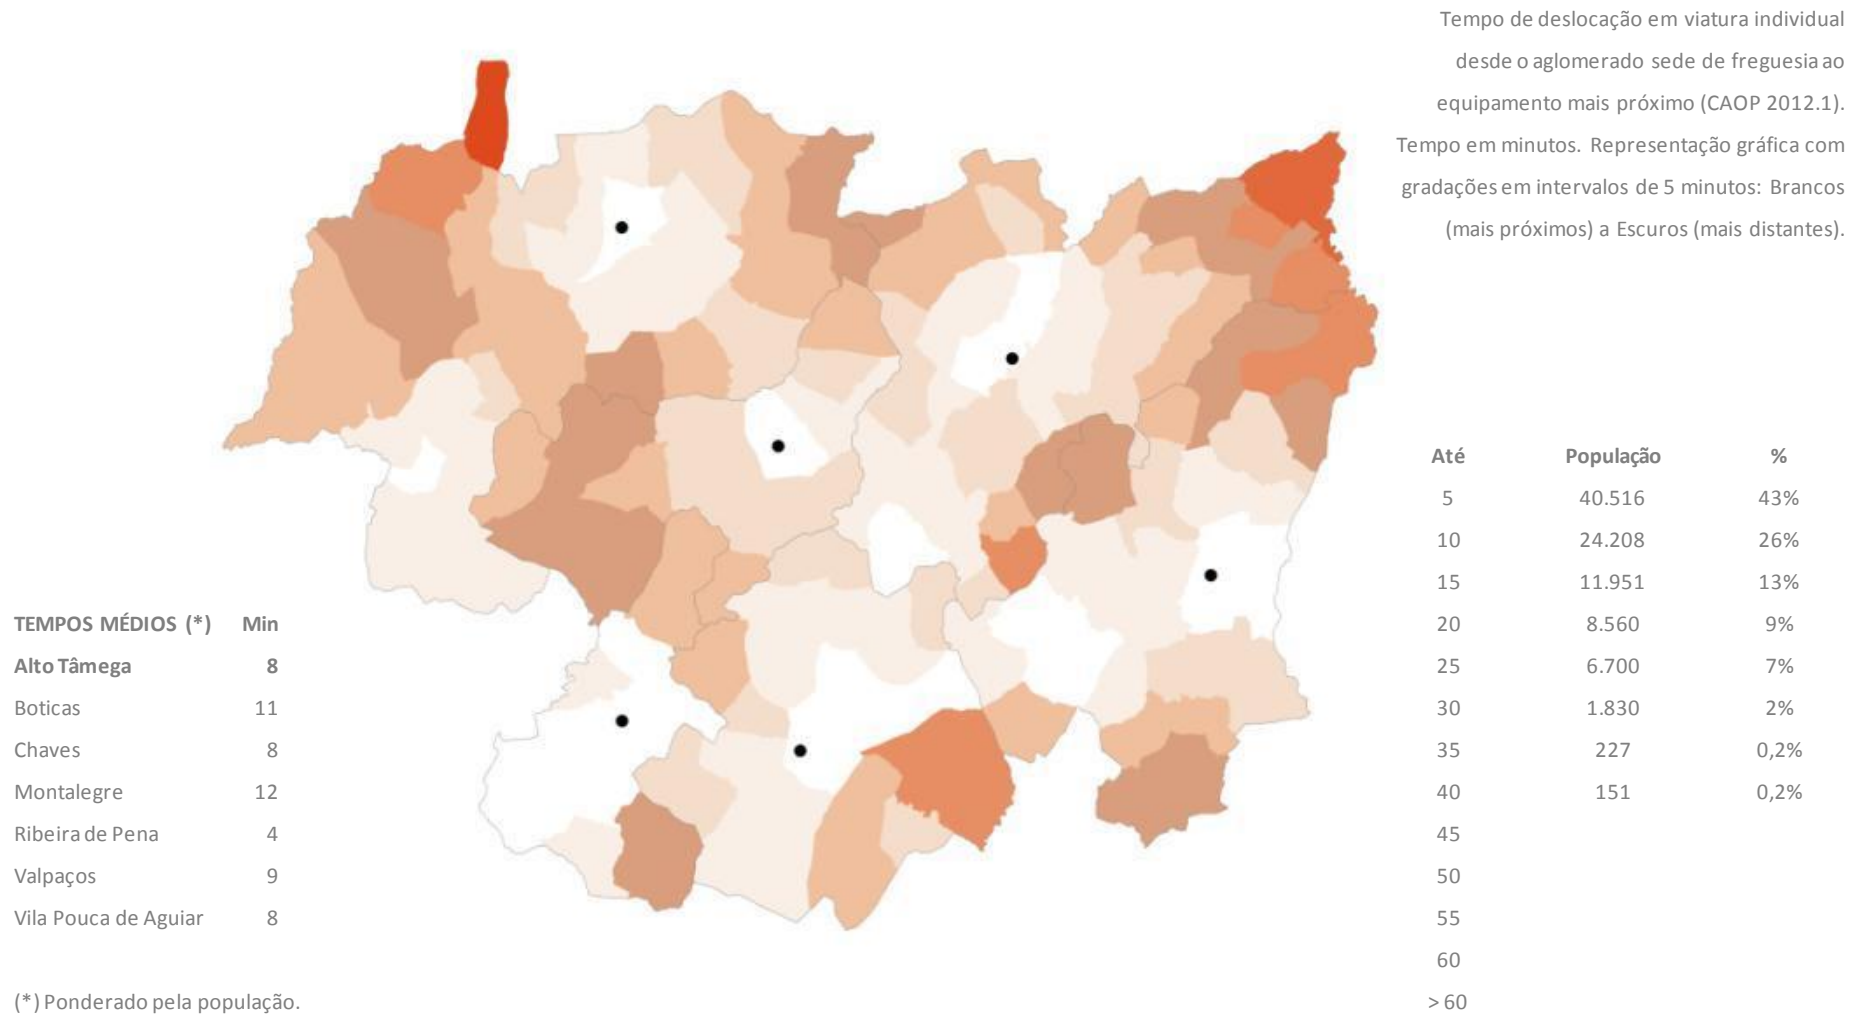 Tempo de deslocação em viatura individual
desde o aglomerado sede de freguesia ao
equipamento mais próximo (CAOP 2012.1).
Tempo em minutos. Representação gráfica com
gradações em intervalos de 5 minutos: Brancos
(mais próximos) a Escuros (mais distantes).
Até População %
5 40.516 43%
10 24.208 26%
15 11.951 13%
20 8.560 9%
25 6.700 7%
30 1.830 2%
35 227 0,2%
40 151 0,2%
45
50
55
60
> 60
TEMPOS MÉDIOS (*) Min
Alto Tâmega 8
Boticas 11
Chaves 8
Montalegre 12
Ribeira de Pena 4
Valpaços 9
Vila Pouca de Aguiar 8
(*) Ponderado pela população.